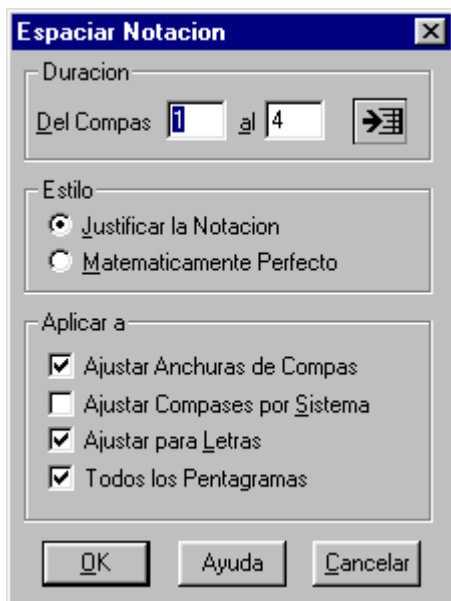 Espaciar Notacion
Duracion
Del Compas 1 al 4
Estilo
Justificar la Notacion
Matematicamente Perfecto
Aplicar a
Ajustar Anchuras de Compas
Ajustar Compases por Sistema
Ajustar para Letras
Todos los Pentagramas
OK Ayuda Cancelar